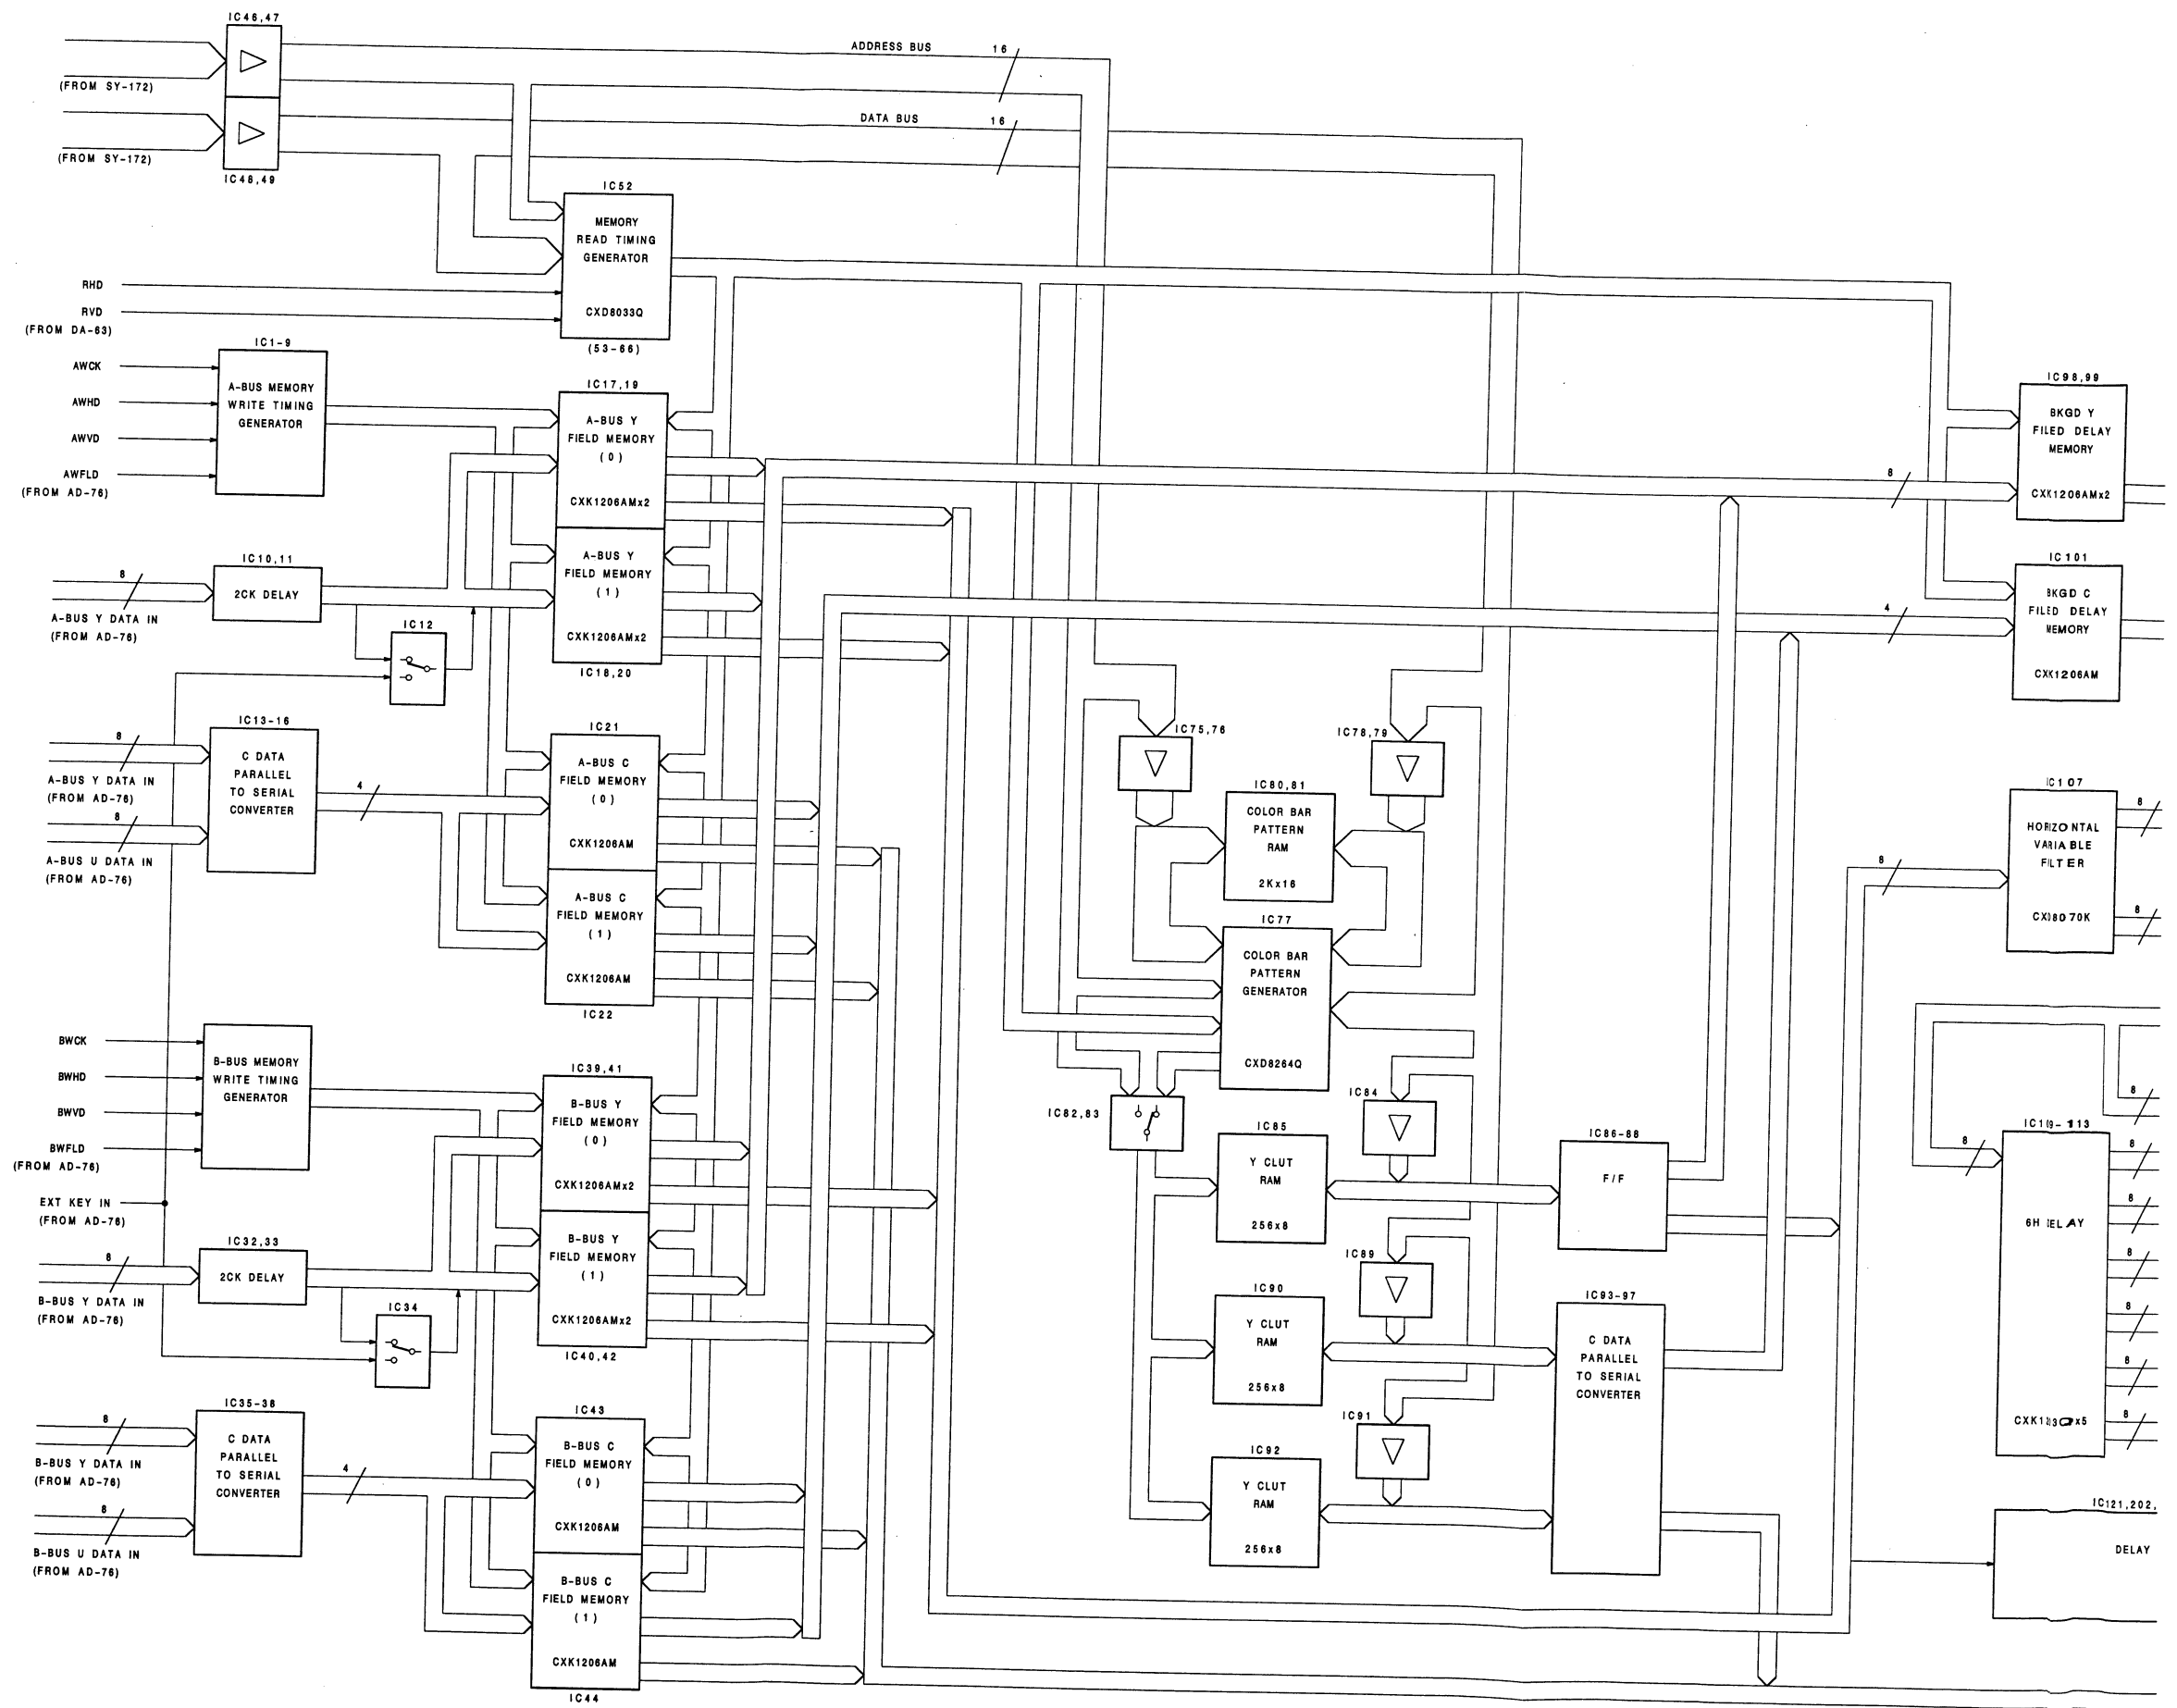 IC46,47
ADDRESS BUS
16
(FROM SY-172)
DATA BUS
16
(FROM SY-172)
IC48,49
IC52
MEMORY
READ TIMING
GENERATOR
CXD8033Q
(53-66)
RHD
RVD
(FROM DA-63)
IC1-9
AWCK
AWHD
AWVD
AWFLD
(FROM AD-76)
A-BUS MEMORY
WRITE TIMING
GENERATOR
IC17,19
A-BUS Y
FIELD MEMORY
(0)
CXK1206AMx2
A-BUS Y
FIELD MEMORY
(1)
CXK1206AMx2
IC18,20
IC10,11
8
2CK DELAY
A-BUS Y DATA IN
(FROM AD-76)
IC12
IC13-16
8
A-BUS Y DATA IN
(FROM AD-76)
8
A-BUS U DATA IN
(FROM AD-76)
C DATA
PARALLEL
TO SERIAL
CONVERTER
4
IC21
A-BUS C
FIELD MEMORY
(0)
CXK1206AM
A-BUS C
FIELD MEMORY
(1)
CXK1206AM
IC22
BWCK
BWHD
BWVD
BWFLD
(FROM AD-76)
B-BUS MEMORY
WRITE TIMING
GENERATOR
EXT KEY IN
(FROM AD-76)
IC39,41
B-BUS Y
FIELD MEMORY
(0)
CXK1206AMx2
B-BUS Y
FIELD MEMORY
(1)
CXK1206AMx2
IC40,42
IC32,33
8
2CK DELAY
B-BUS Y DATA IN
(FROM AD-76)
IC34
IC35-38
8
B-BUS Y DATA IN
(FROM AD-76)
8
B-BUS U DATA IN
(FROM AD-76)
C DATA
PARALLEL
TO SERIAL
CONVERTER
4
IC43
B-BUS C
FIELD MEMORY
(0)
CXK1206AM
B-BUS C
FIELD MEMORY
(1)
CXK1206AM
IC44
IC75,76
IC78,79
IC80,81
COLOR BAR
PATTERN
RAM
2Kx16
IC77
COLOR BAR
PATTERN
GENERATOR
CXD8264Q
IC82,83
IC84
IC85
Y CLUT
RAM
256x8
IC86-88
F/F
IC89
IC90
Y CLUT
RAM
256x8
IC93-97
C DATA
PARALLEL
TO SERIAL
CONVERTER
IC91
IC92
Y CLUT
RAM
256x8
IC98,99
BKGD Y
FILED DELAY
MEMORY
CXK1206AMx2
8
IC101
BKGD C
FILED DELAY
MEMORY
CXK1206AM
4
IC107
HORIZONTAL
VARIABLE
FILTER
8
8
8
8
8
8
8
8
8
8
8
8
IC121,202,
DELAY